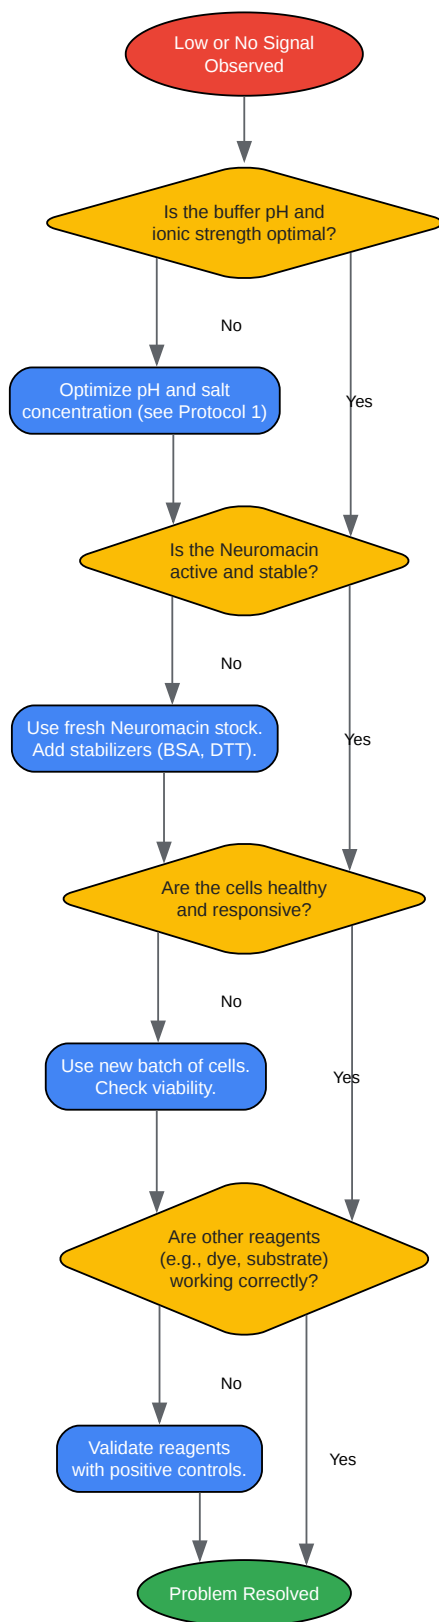 Low or No Signal
Observed
Is the buffer pH and
ionic strength optimal?
No
Optimize pH and salt
concentration (see Protocol 1)
Yes
Is the Neuromacin
active and stable?
No
Use fresh Neuromacin stock.
Add stabilizers (BSA, DTT).
Yes
Are the cells healthy
and responsive?
No
Use new batch of cells.
Check viability.
Yes
Are other reagents
(e.g., dye, substrate)
working correctly?
No
Validate reagents
with positive controls.
Yes
Problem Resolved